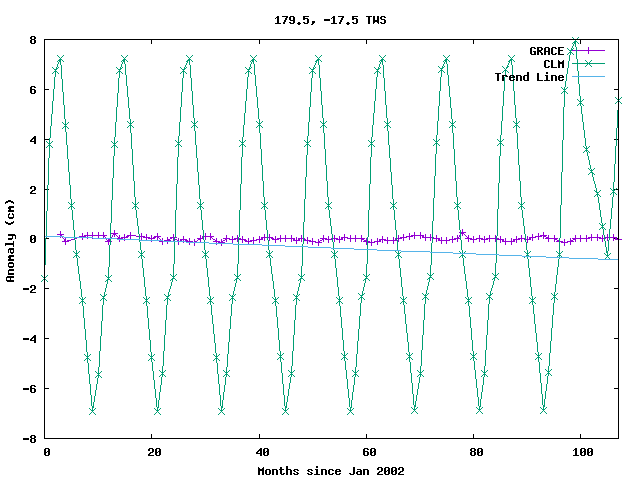 179.5, -17.5 TWS
GRACE
CLM
Trend Line
8
6
4
2
0
-2
-4
-6
-8
Anomaly (cm)
0 20 40 60 80 100
Months since Jan 2002